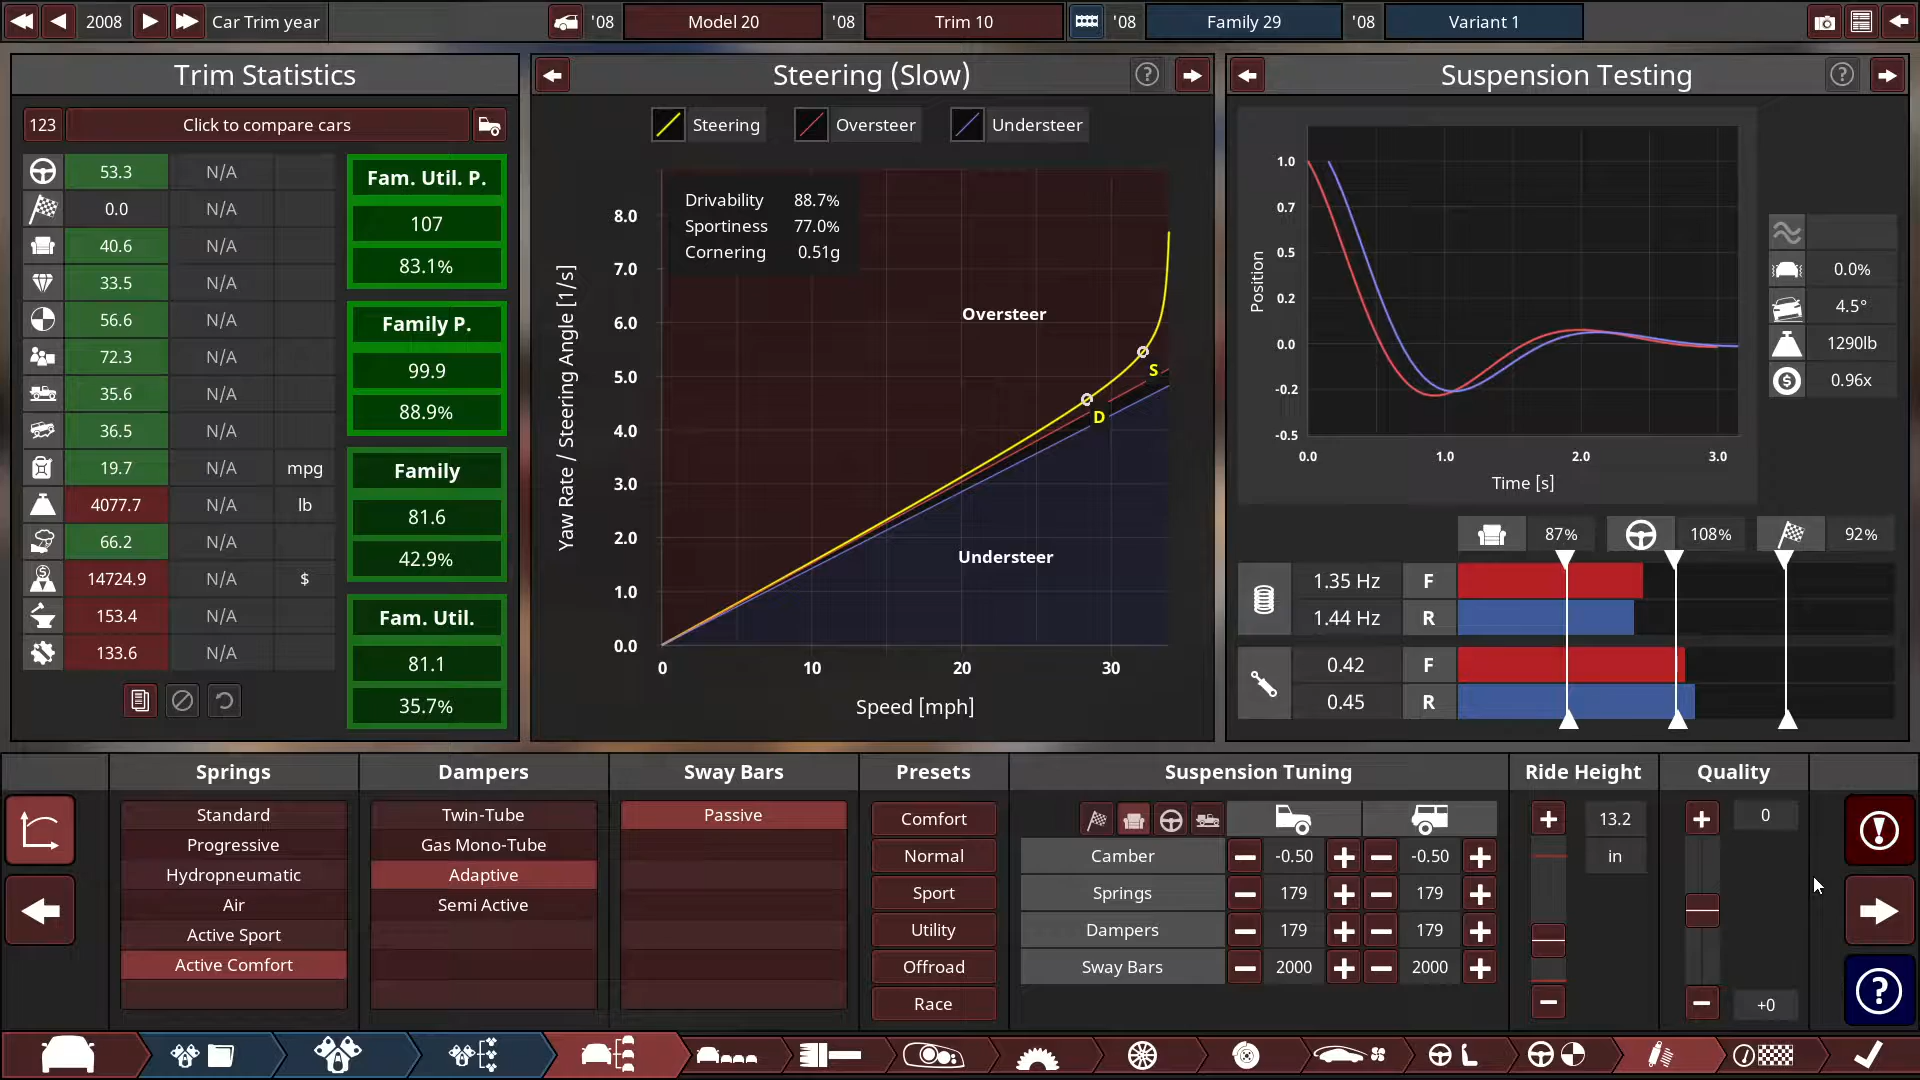 2008 Car Trim year '08 Model 20 '08 Trim 10 '08 Family 29 '08 Variant 1
Trim Statistics
123 Click to compare cars
53.3 N/A
0.0 N/A
40.6 N/A
33.5 N/A
56.6 N/A
72.3 N/A
35.6 N/A
36.5 N/A
19.7 N/A mpg
4077.7 N/A lb
66.2 N/A
14724.9 N/A $
153.4 N/A
133.6 N/A
Fam. Util. P.
107
83.1%
Family P.
99.9
88.9%
Family
81.6
42.9%
Fam. Util.
81.1
35.7%
Steering (Slow) ?
Steering Oversteer Understeer
Drivability 88.7%
Sportiness 77.0%
Cornering 0.51g
Yaw Rate / Steering Angle [1/s]
8.0
7.0
6.0
5.0
4.0
3.0
2.0
1.0
0.0
Oversteer
S
D
Understeer
0 10 20 30
Speed [mph]
Suspension Testing ?
Position
1.0
0.7
0.5
0.2
0.0
-0.2
-0.5
0.0 1.0 2.0 3.0
Time [s]
0.0%
4.5°
1290lb
0.96x
87% 108% 92%
1.35 Hz F
1.44 Hz R
0.42 F
0.45 R
Springs
Standard
Progressive
Hydropneumatic
Air
Active Sport
Active Comfort
Dampers
Twin-Tube
Gas Mono-Tube
Adaptive
Semi Active
Sway Bars
Passive
Presets
Comfort
Normal
Sport
Utility
Offroad
Race
Suspension Tuning
Camber -0.50 -0.50
Springs 179 179
Dampers 179 179
Sway Bars 2000 2000
Ride Height
13.2
in
Quality
0
+0
?